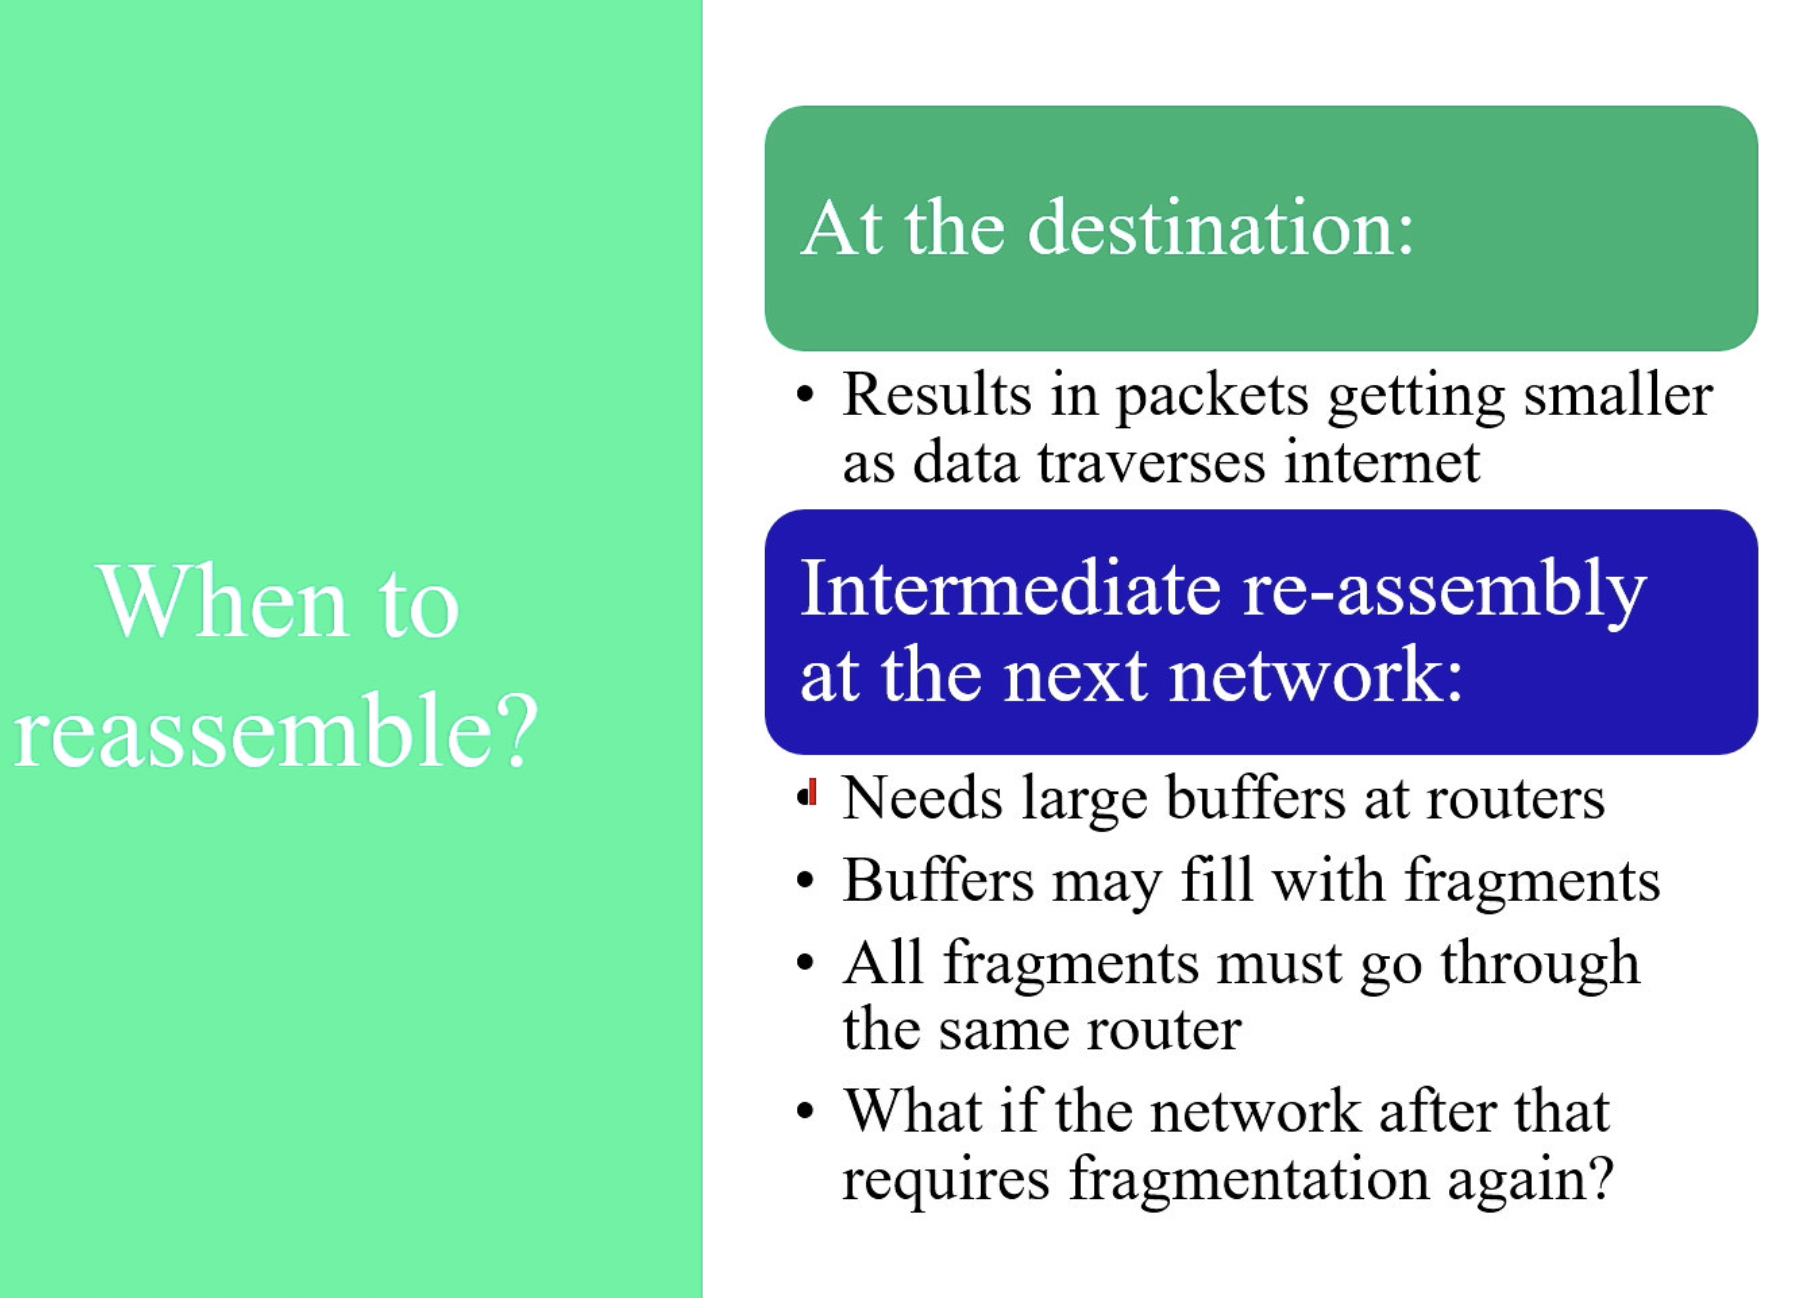 When to
reassemble?
At the destination:
• Results in packets getting smaller
as data traverses internet
Intermediate re-assembly
at the next network:
• Needs large buffers at routers
• Buffers may fill with fragments
• All fragments must go through
the same router
• What if the network after that
requires fragmentation again?